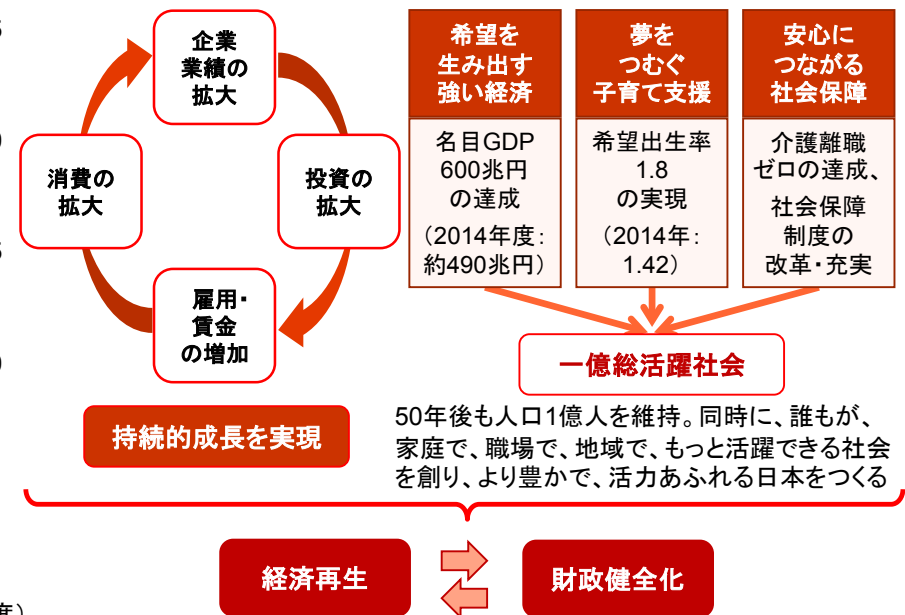 企業
業績の
拡大
消費の
拡大
投資の
拡大
雇用・
賃金
の増加
持続的成長を実現
希望を
生み出す
強い経済
名目GDP
600兆円
の達成
（2014年度：
約490兆円）
夢を
つむぐ
子育て支援
希望出生率
1.8
の実現
（2014年：
1.42）
安心に
つながる
社会保障
介護離職
ゼロの達成、
社会保障
制度の
改革・充実
一億総活躍社会
50年後も人口1億人を維持。同時に、誰もが、
家庭で、職場で、地域で、もっと活躍できる社会
を創り、より豊かで、活力あふれる日本をつくる
経済再生
財政健全化
度）